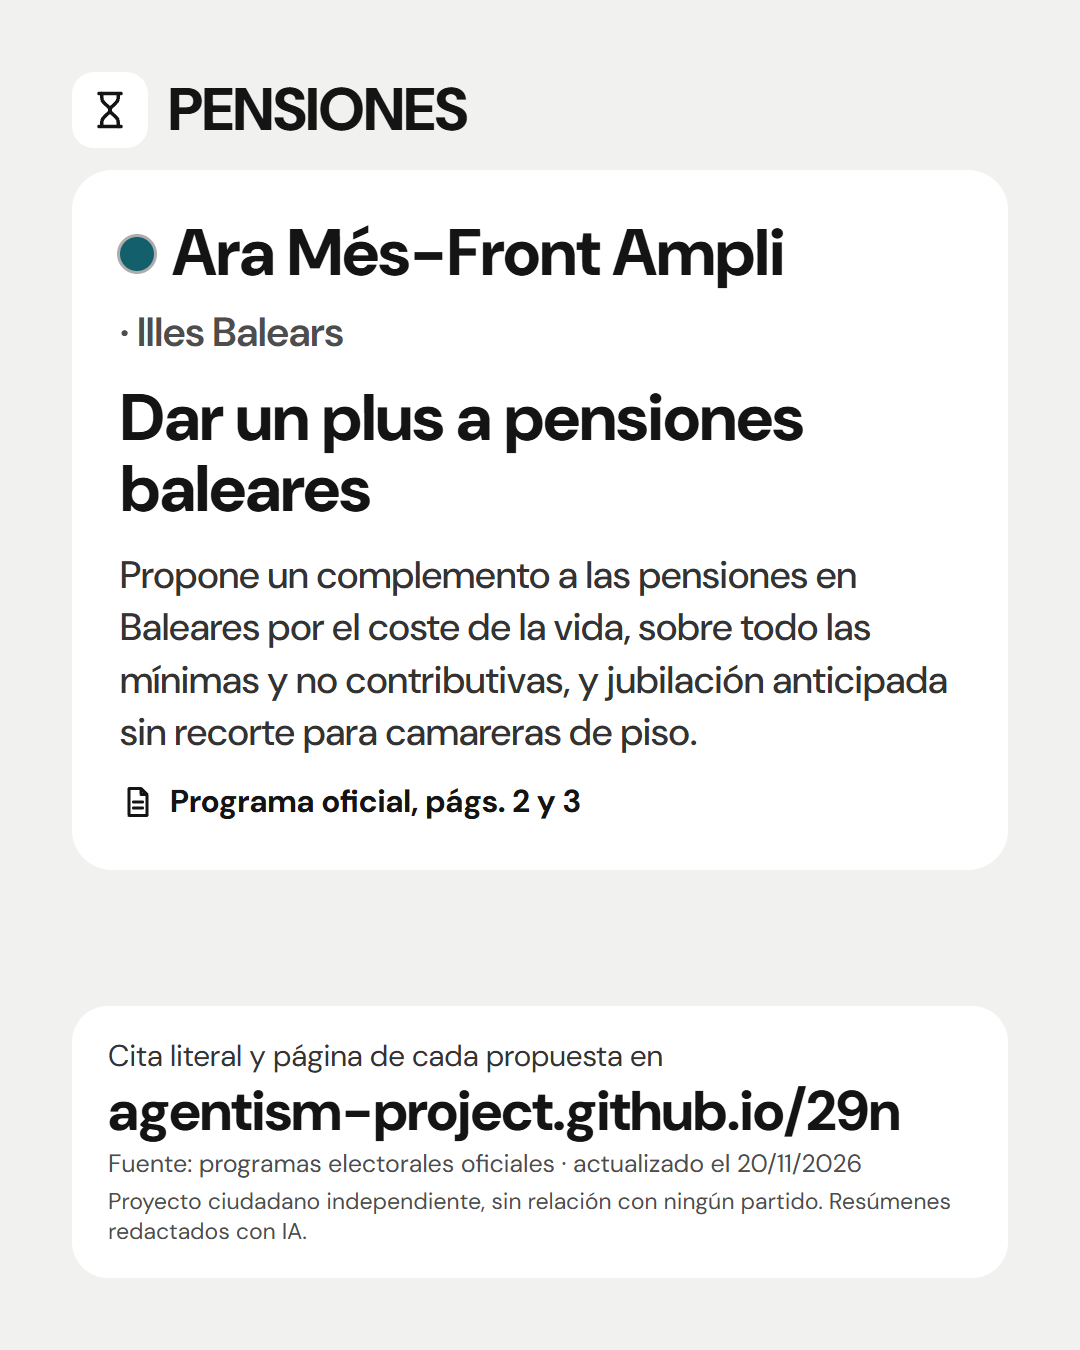 PENSIONES
Ara Més-Front Ampli
· Illes Balears
Dar un plus a pensiones
baleares
Propone un complemento a las pensiones en
Baleares por el coste de la vida, sobre todo las
mínimas y no contributivas, y jubilación anticipada
sin recorte para camareras de piso.
Programa oficial, págs. 2 y 3
Cita literal y página de cada propuesta en
agentism-project.github.io/29n
Fuente: programas electorales oficiales · actualizado el 20/11/2026
Proyecto ciudadano independiente, sin relación con ningún partido. Resúmenes
redactados con IA.